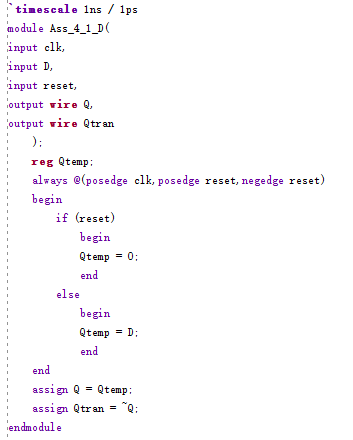 `timescale 1ns / 1ps
module Ass_4_1_D(
input clk,
input D,
input reset,
output wire Q,
output wire Qtran
    );
    reg Qtemp;
    always @(posedge clk,posedge reset,negedge reset)
    begin
        if (reset)
            begin
            Qtemp = 0;
            end
        else
            begin
            Qtemp = D;
            end
    end
    assign Q = Qtemp;
    assign Qtran = ~Q;
endmodule